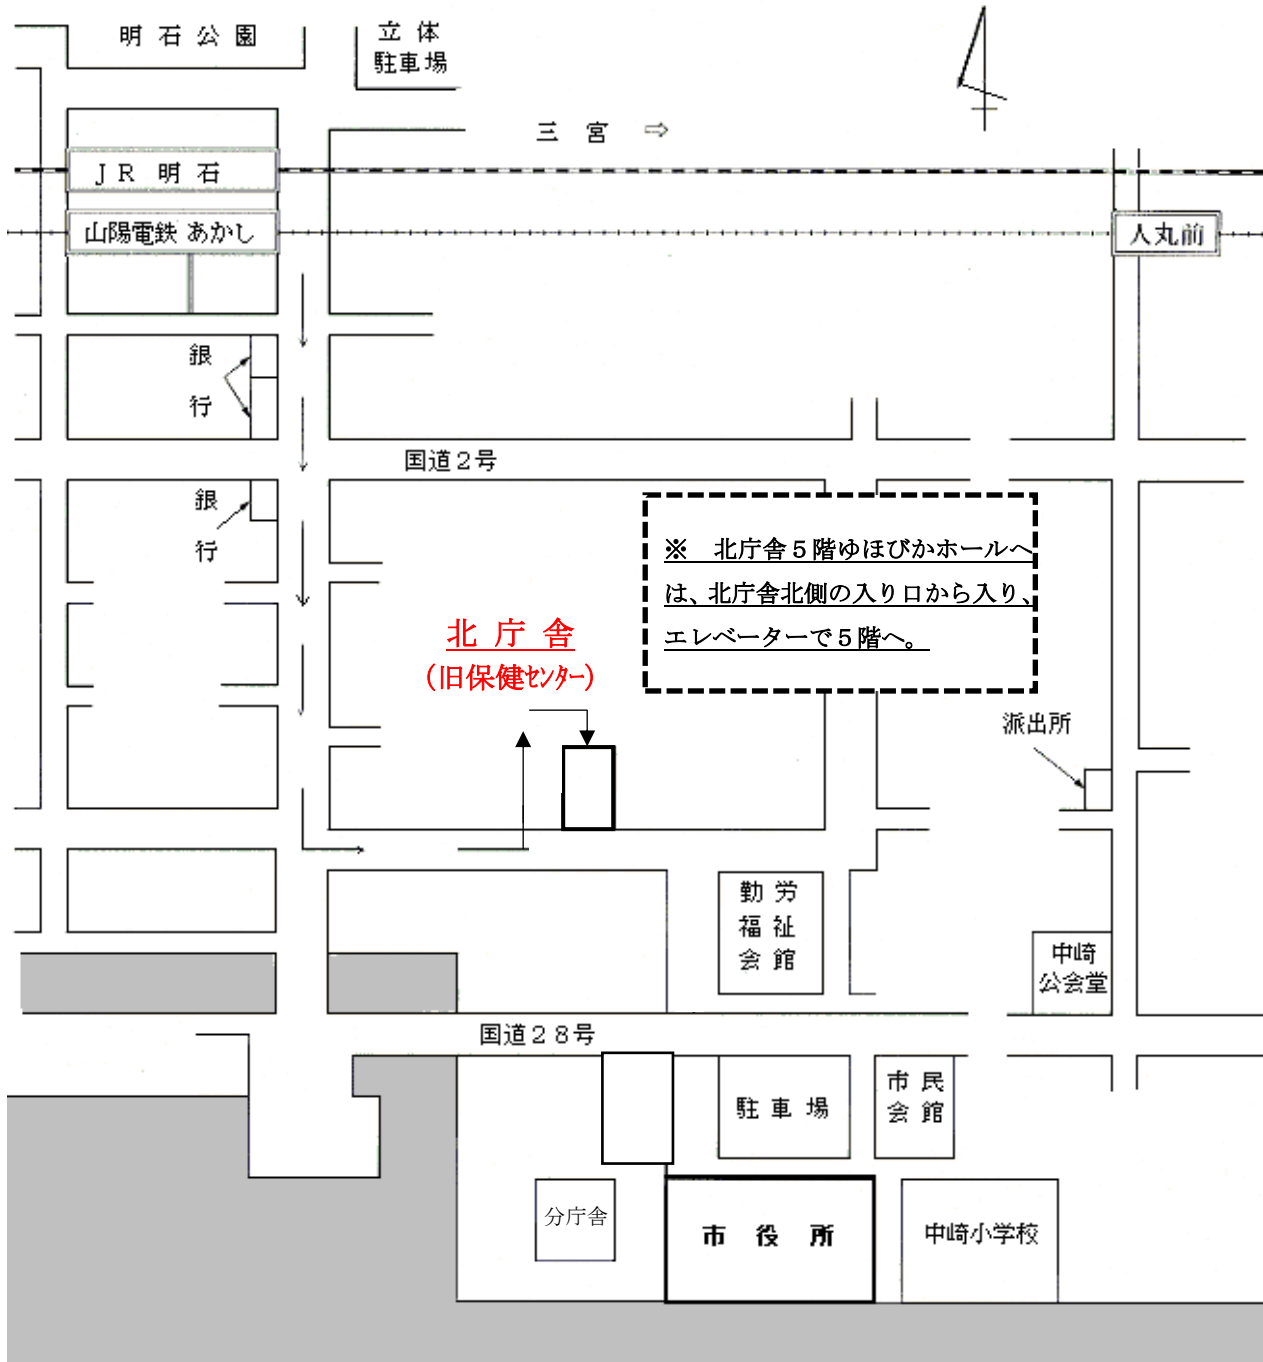 明石公園
立体
駐車場
三宮 ⇨
ＪＲ 明石
山陽電鉄 あかし
人丸前
銀
行
国道２号
銀
行
※ 北庁舎５階ゆほびかホールへ
は、北庁舎北側の入り口から入り、
エレベーターで５階へ。
北庁舎
（旧保健ｾﾝﾀｰ）
派出所
勤労
福祉
会館
中崎
公会堂
国道２８号
駐車場
市民
会館
分庁舎
市役所
中崎小学校